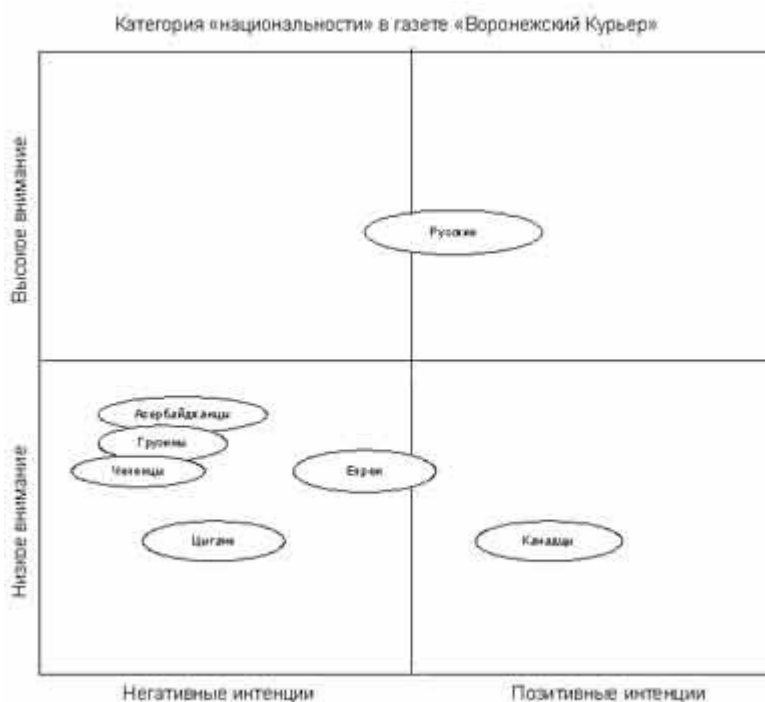 Категория «национальности» в газете «Воронежский Курьер»
Высокое внимание
Русские
Азербайджанцы
Грузины
Чеченцы
Евреи
Цыгане
Канадцы
Низкое внимание
Негативные интенции
Позитивные интенции